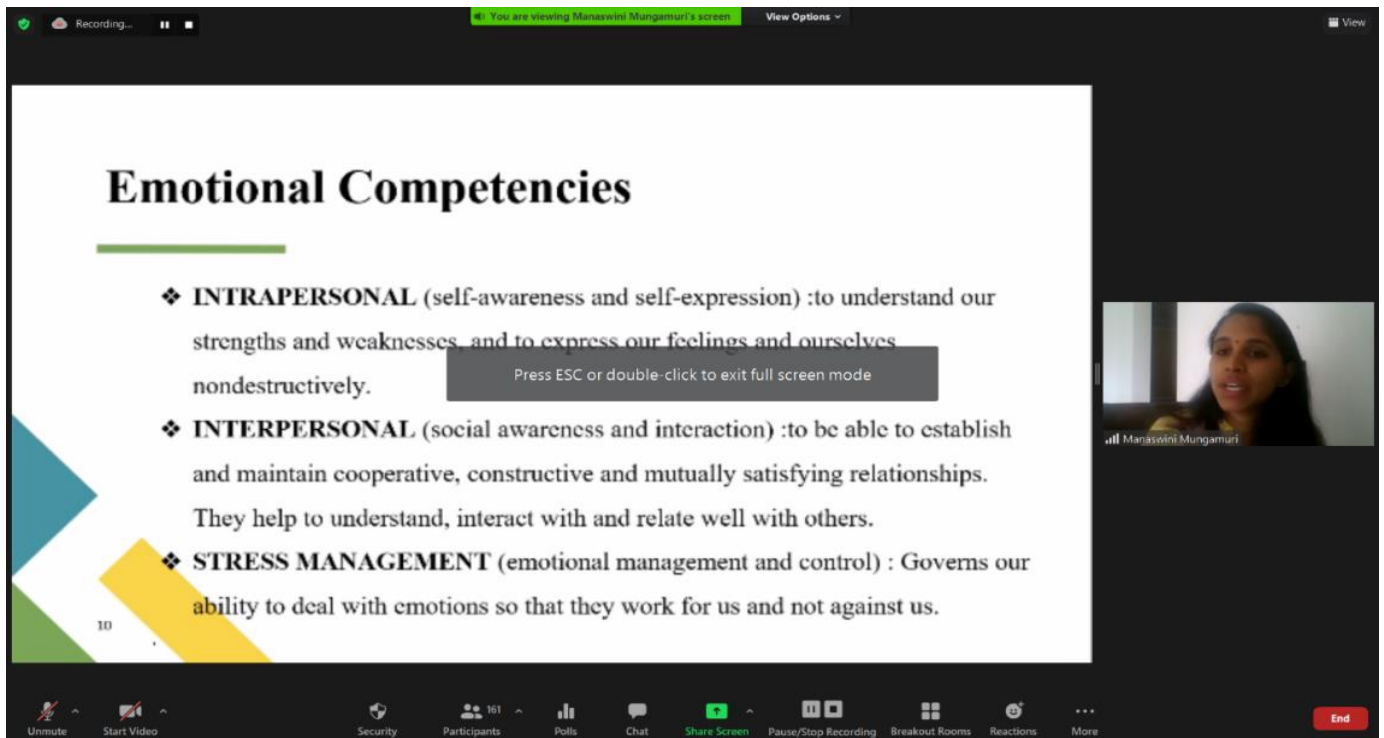 Recording...
You are viewing Manaswini Mungamuri's screen
View Options
View
Emotional Competencies
❖ INTRAPERSONAL (self-awareness and self-expression) :to understand our
strengths and weaknesses, and to express our feelings and ourselves
nondestructively.
Press ESC or double-click to exit full screen mode
❖ INTERPERSONAL (social awareness and interaction) :to be able to establish
and maintain cooperative, constructive and mutually satisfying relationships.
They help to understand, interact with and relate well with others.
❖ STRESS MANAGEMENT (emotional management and control) : Governs our
ability to deal with emotions so that they work for us and not against us.
10
Manaswini Mungamuri
Unmute
Start Video
Security
161
Participants
Polls
Chat
Share Screen
Pause/Stop Recording
Breakout Rooms
Reactions
More
End